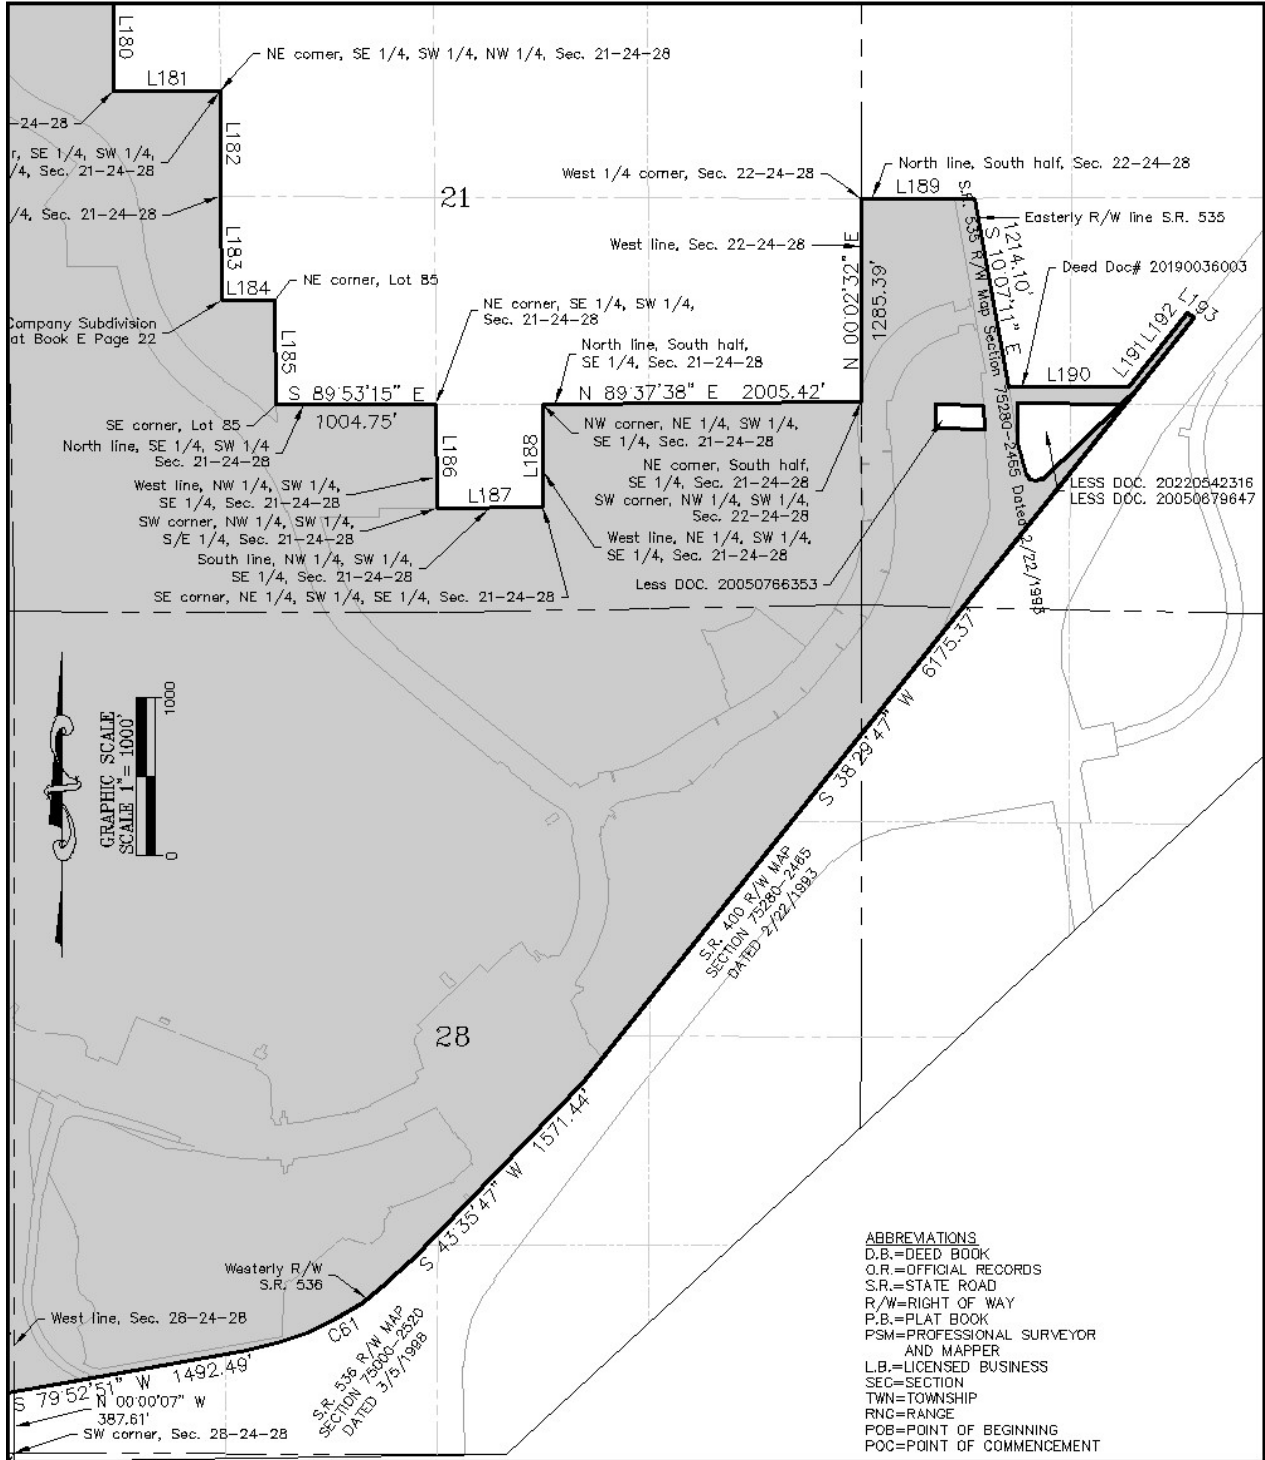 L180
NE corner, SE 1/4, SW 1/4, NW 1/4, Sec. 21-24-28
L181
-24-28
L182
r, SE 1/4, SW 1/4,
/4, Sec. 21-24-28
/4, Sec. 21-24-28
21
West 1/4 corner, Sec. 22-24-28
North line, South half, Sec. 22-24-28
L189
Easterly R/W line S.R. 535
West line, Sec. 22-24-28
N 00°02'32" E
1285.39'
S.R. 535 R/W Map Section 75280-2465 Dated 2/22/1993
1214.10'
S 10°07'11" E
Deed Doc# 20190036003
L183
L184
NE corner, Lot 85
Company Subdivision
at Book E Page 22
L185
NE corner, SE 1/4, SW 1/4,
Sec. 21-24-28
North line, South half,
SE 1/4, Sec. 21-24-28
L190
L191
L192
L193
S 89°53'15" E
1004.75'
N 89°37'38" E 2005.42'
SE corner, Lot 85
North line, SE 1/4, SW 1/4
Sec. 21-24-28
L186
L187
L188
NW corner, NE 1/4, SW 1/4,
SE 1/4, Sec. 21-24-28
West line, NW 1/4, SW 1/4,
SE 1/4, Sec. 21-24-28
NE corner, South half,
SE 1/4, Sec. 21-24-28
SW corner, NW 1/4, SW 1/4,
Sec. 22-24-28
LESS DOC. 20220542316
LESS DOC. 20050679647
SW corner, NW 1/4, SW 1/4,
S/E 1/4, Sec. 21-24-28
South line, NW 1/4, SW 1/4,
SE 1/4, Sec. 21-24-28
West line, NE 1/4, SW 1/4,
SE 1/4, Sec. 21-24-28
SE corner, NE 1/4, SW 1/4, SE 1/4, Sec. 21-24-28
Less DOC. 20050766353
GRAPHIC SCALE
SCALE 1"= 1000'
0
1000
S 38°29'47" W 6175.37'
S.R. 400 R/W MAP
SECTION 75280-2465
DATED 2/22/1993
28
S 43°35'47" W 1571.44'
Westerly R/W
S.R. 536
C61
S.R. 536 R/W MAP
SECTION 75000-2520
DATED 3/5/1998
West line, Sec. 28-24-28
S 79°52'51" W 1492.49'
N 00°00'07" W
387.61'
SW corner, Sec. 28-24-28
ABBREVIATIONS
D.B.=DEED BOOK
O.R.=OFFICIAL RECORDS
S.R.=STATE ROAD
R/W=RIGHT OF WAY
P.B.=PLAT BOOK
PSM=PROFESSIONAL SURVEYOR
AND MAPPER
L.B.=LICENSED BUSINESS
SEC=SECTION
TWN=TOWNSHIP
RNG=RANGE
POB=POINT OF BEGINNING
POC=POINT OF COMMENCEMENT